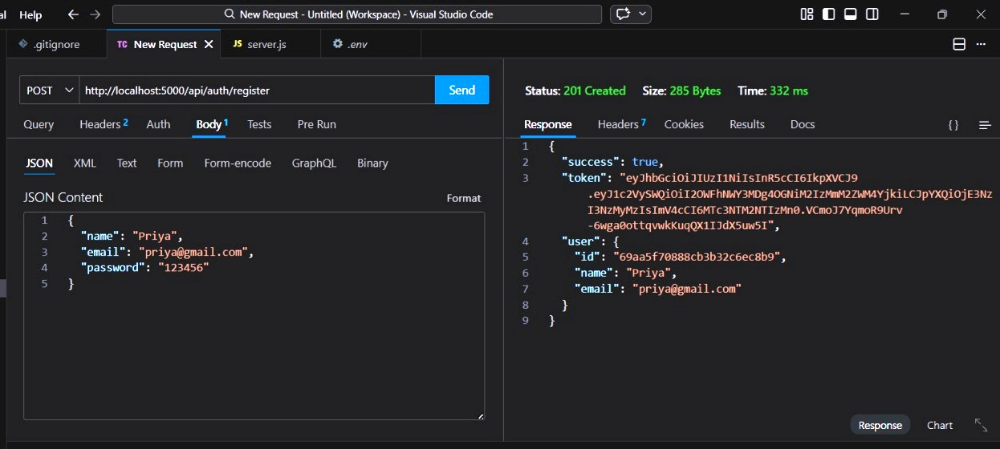 al Help
New Request - Untitled (Workspace) - Visual Studio Code
.gitignore
TC New Request
JS server.js
.env
POST http://localhost:5000/api/auth/register Send
Query Headers 2 Auth Body 1 Tests Pre Run
JSON XML Text Form Form-encode GraphQL Binary
JSON Content Format
1 {
2 "name": "Priya",
3 "email": "priya@gmail.com",
4 "password": "123456"
5 }
Status: 201 Created Size: 285 Bytes Time: 332 ms
Response Headers 7 Cookies Results Docs {}
1 {
2 "success": true,
3 "token": "eyJhbGciOiJIUzI1NiIsInR5cCI6IkpXVCJ9
.eyJ1c2VySWQiOiI2OWFhNWY3MDg4OGNiM2IzMmM2ZWM4YjkiLCJpYXQiOjE3Nz
I3NzMyMzIsImV4cCI6MTc3NTM2NTIzMn0.VCmoJ7YqmoR9Urv
-6wga0ottqvwkKuqQX1IJdX5uw5I",
4 "user": {
5 "id": "69aa5f70888cb3b32c6ec8b9",
6 "name": "Priya",
7 "email": "priya@gmail.com"
8 }
9 }
Response Chart